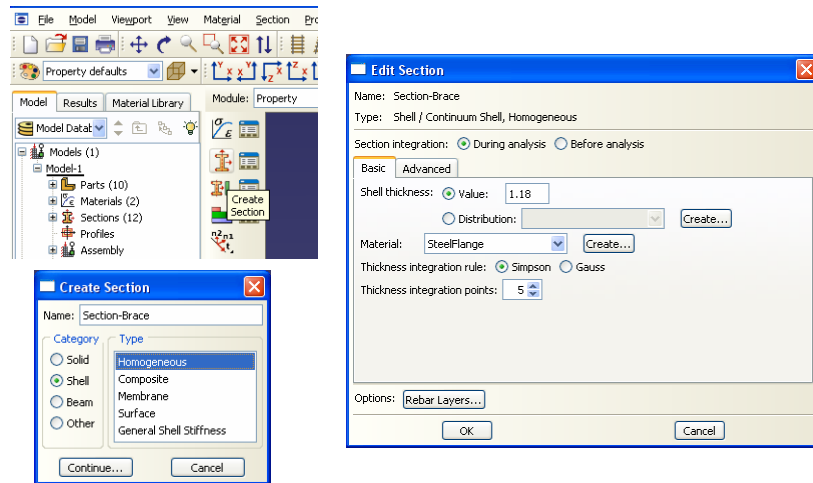 File Model Viewport View Material Section Pro
Property defaults
Model Results Material Library Module: Property
Model Datab
Models (1)
Model-1
Parts (10)
Materials (2)
Sections (12)
Profiles
Assembly
Create
Section
Create Section
Name: Section-Brace
Category Type
Solid Homogeneous
Shell Composite
Beam Membrane
Other Surface
General Shell Stiffness
Continue... Cancel
Edit Section
Name: Section-Brace
Type: Shell / Continuum Shell, Homogeneous
Section integration: During analysis Before analysis
Basic Advanced
Shell thickness: Value: 1.18
Distribution: Create...
Material: SteelFlange Create...
Thickness integration rule: Simpson Gauss
Thickness integration points: 5
Options: Rebar Layers...
OK Cancel